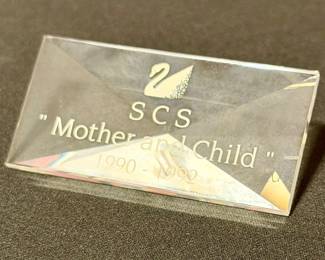 SCS
" Mother and Child "
1990 - 1992